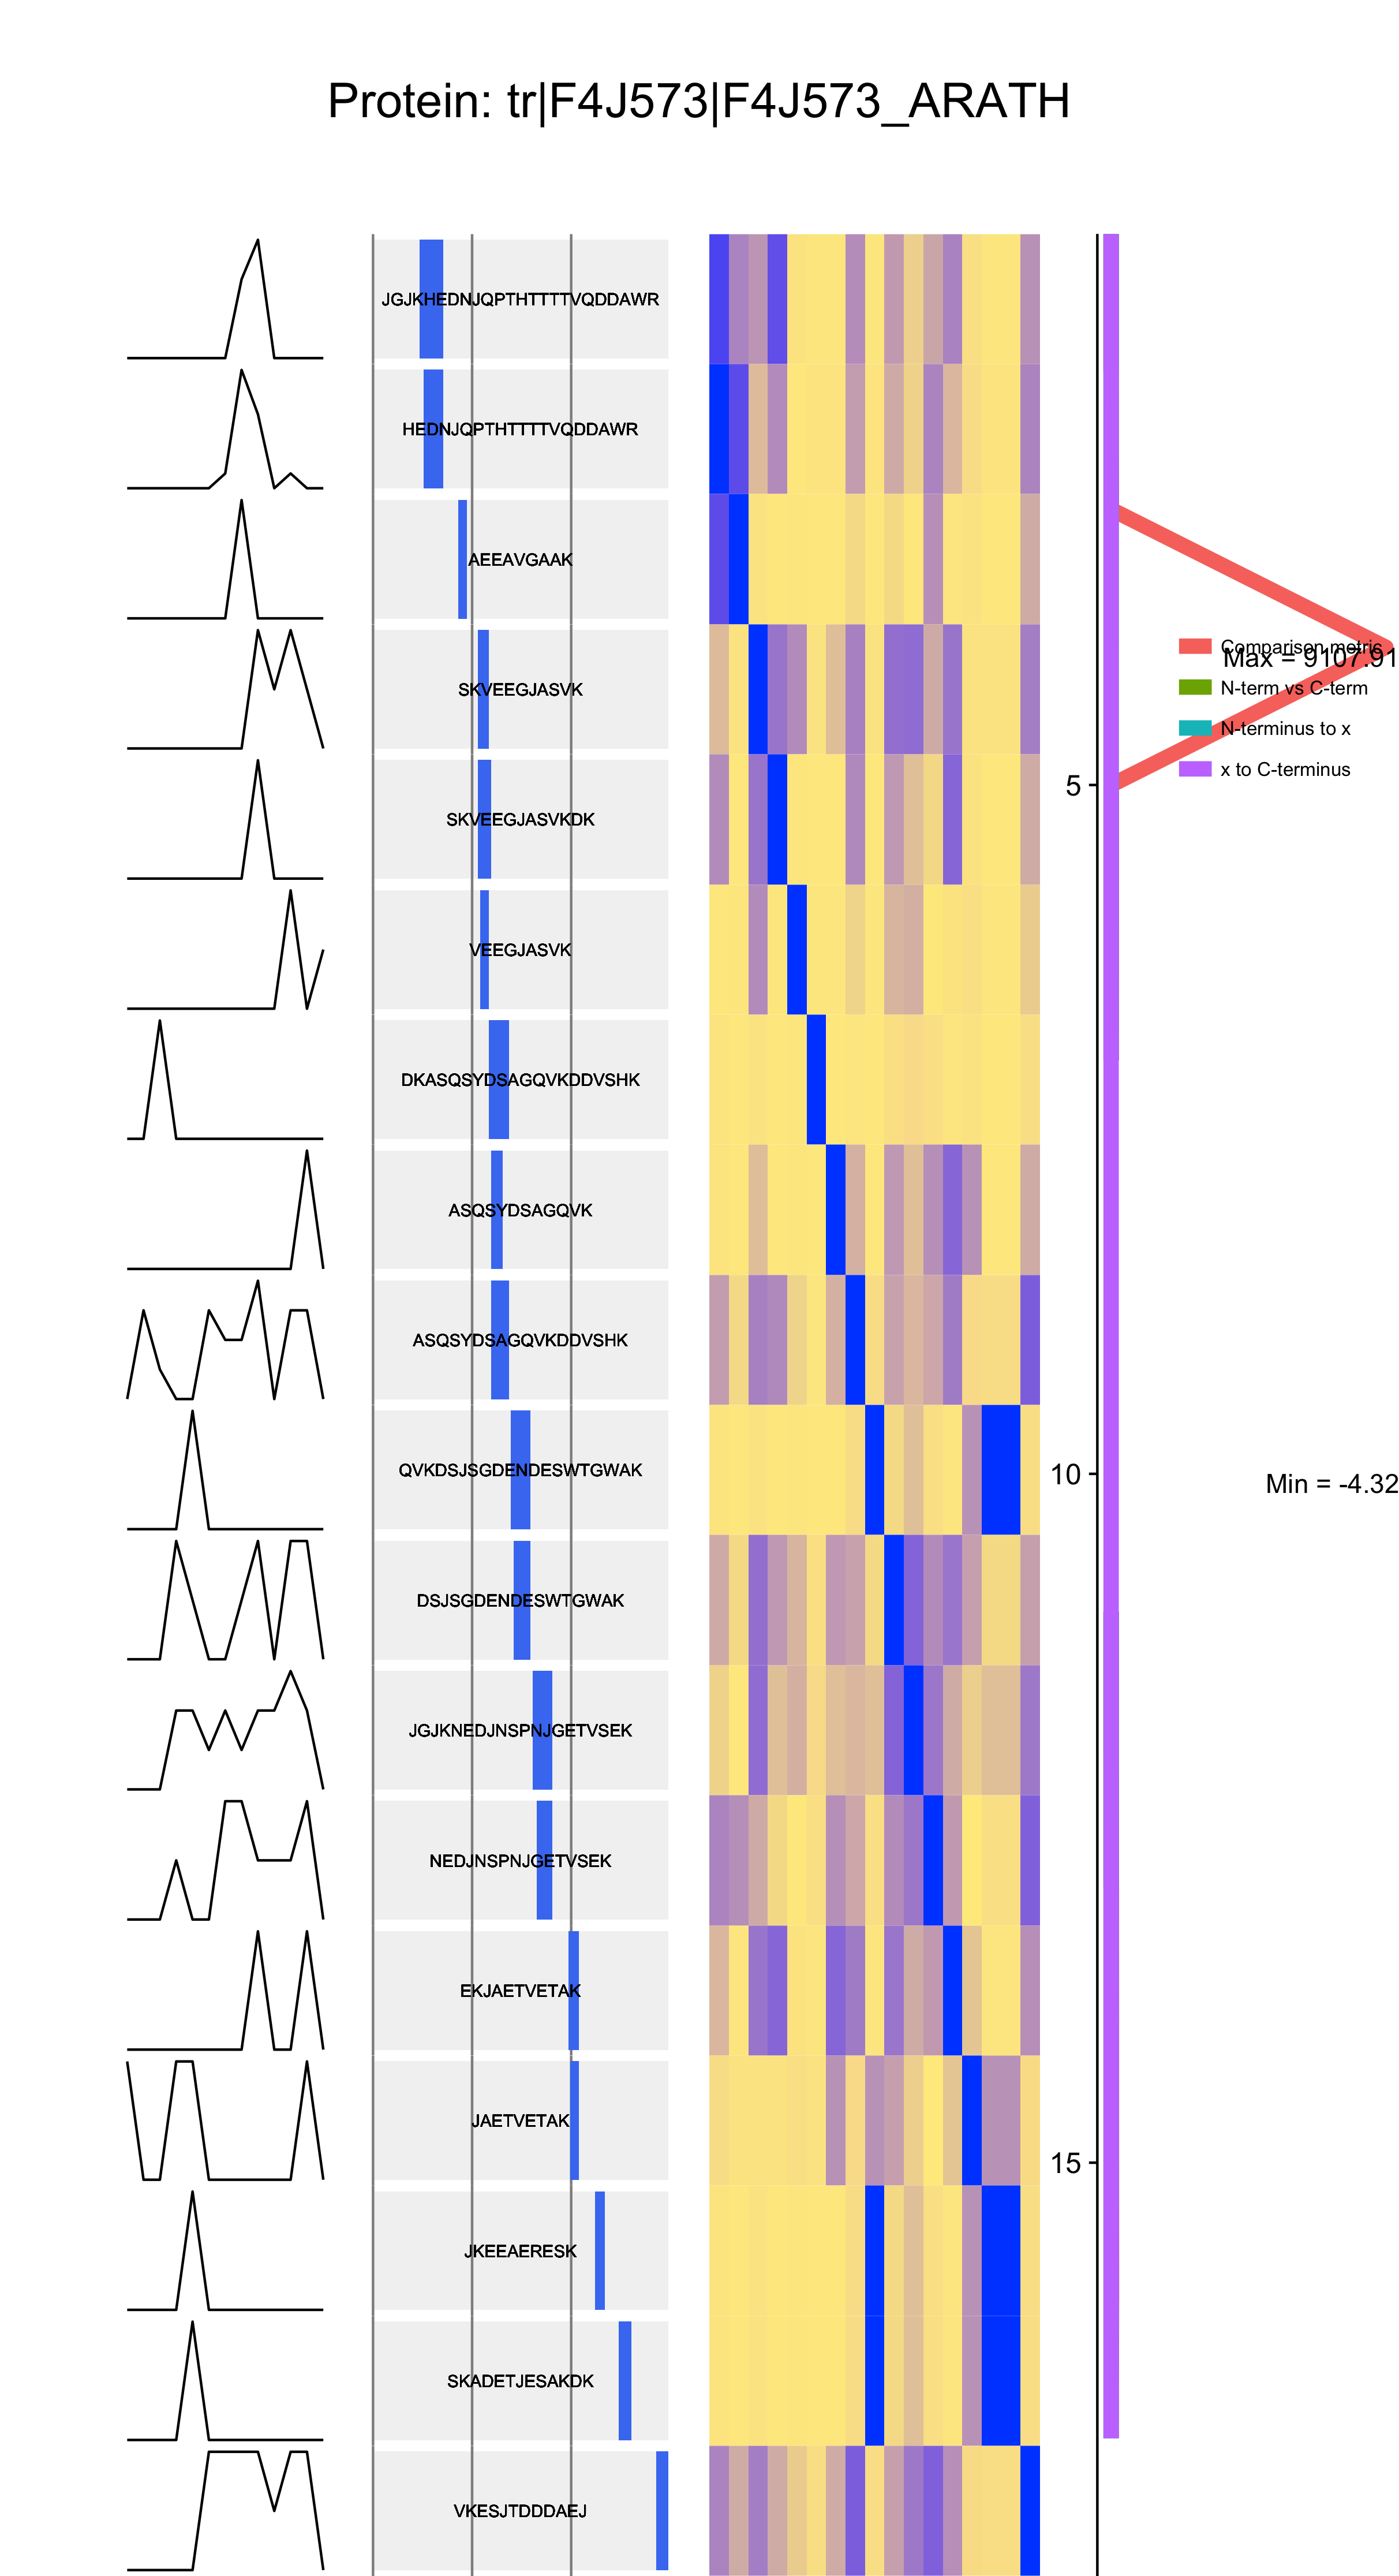 Protein: tr|F4J573|F4J573_ARATH
JGJKHEDNJQPTHTTTTVQDDAWR
HEDNJQPTHTTTTVQDDAWR
AEEAVGAAK
SKVEEGJASVK
Comparison metric
Max = 9107.91
N-term vs C-term
N-terminus to x
x to C-terminus
5
SKVEEGJASVKDK
VEEGJASVK
DKASQSYDSAGQVKDDVSHK
ASQSYDSAGQVK
ASQSYDSAGQVKDDVSHK
QVKDSJSGDENDESWTGWAK
10
Min = -4.32
DSJSGDENDESWTGWAK
JGJKNEDJNSPNJGETVSEK
NEDJNSPNJGETVSEK
EKJAETVETAK
JAETVETAK
15
JKEEAERESK
SKADETJESAKDK
VKESJTDDDAEJ